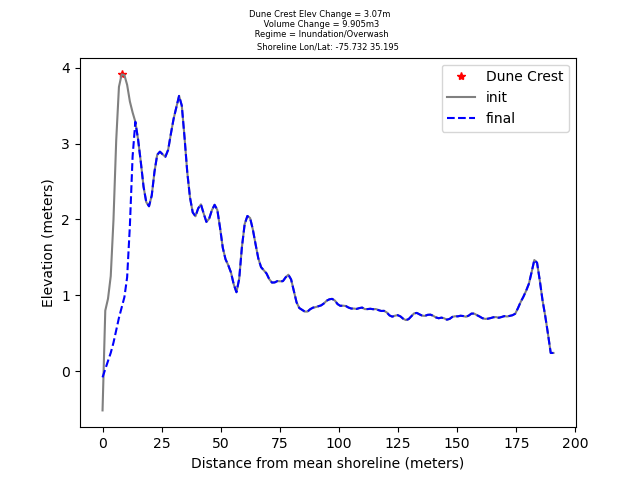 Dune Crest Elev Change = 3.07m
Volume Change = 9.905m3
Regime = Inundation/Overwash
Shoreline Lon/Lat: -75.732 35.195
Dune Crest
init
final
Elevation (meters)
4
3
2
1
0
0 25 50 75 100 125 150 175 200
Distance from mean shoreline (meters)